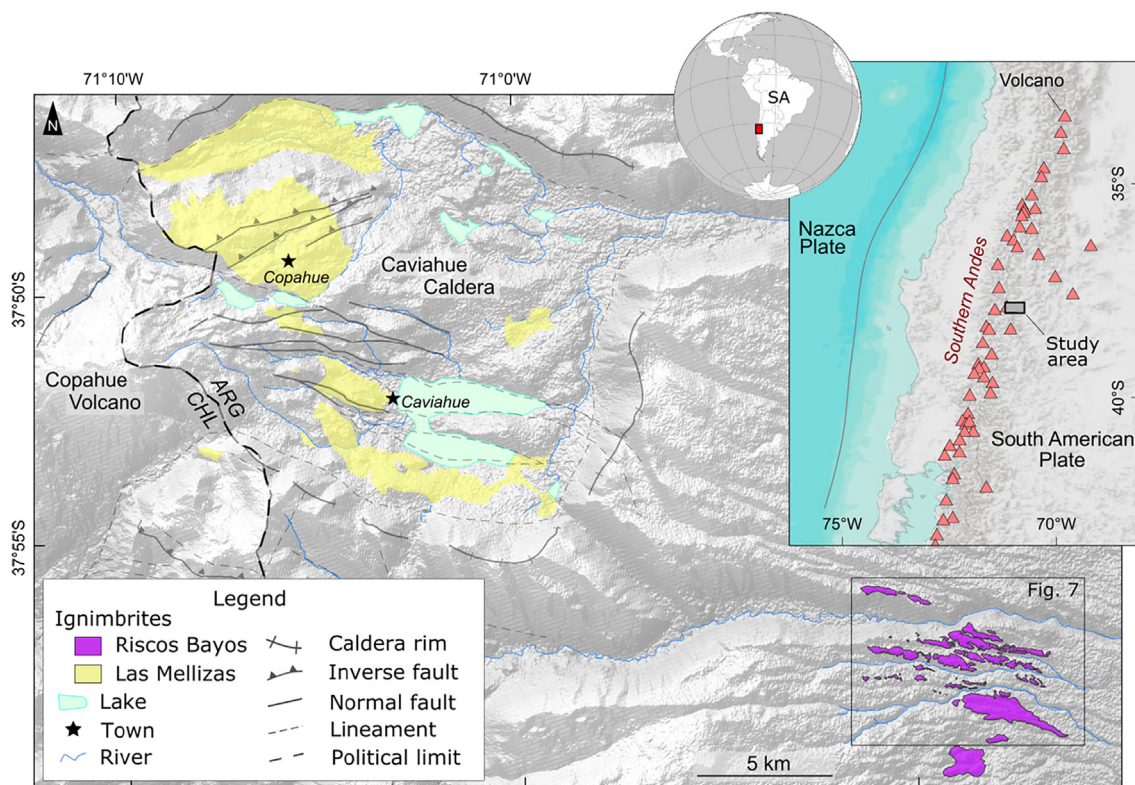 71°10'W
71°0'W
N
SA
Volcano
35°S
Nazca
Plate
Southern Andes
Study
area
40°S
South American
Plate
75°W
70°W
Copahue
Caviahue
Caldera
37°50'S
Copahue
Volcano
ARG
CHL
Caviahue
37°55'S
Fig. 7
Legend
Ignimbrites
Riscos Bayos
Las Mellizas
Lake
Town
River
Caldera rim
Inverse fault
Normal fault
Lineament
Political limit
5 km